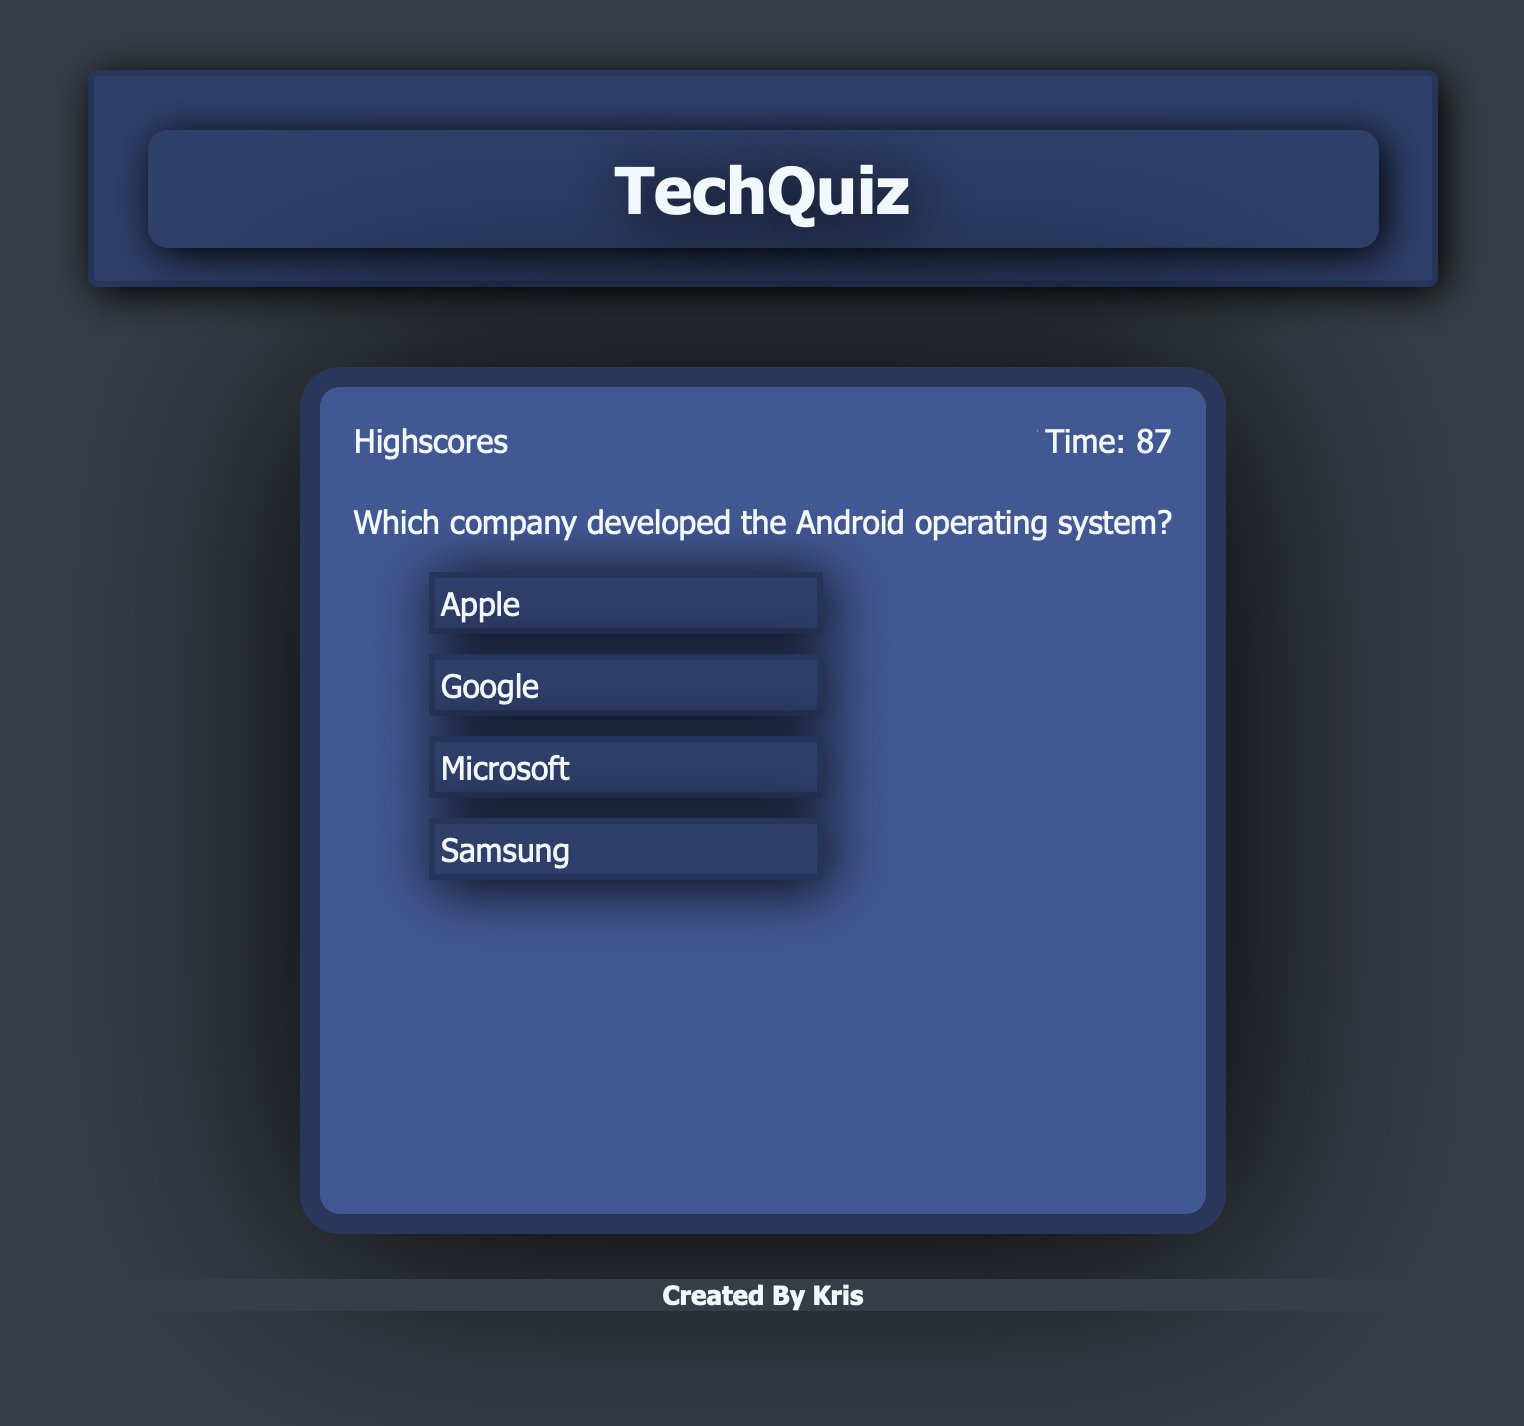 TechQuiz
Highscores Time: 87
Which company developed the Android operating system?
Apple
Google
Microsoft
Samsung
Created By Kris